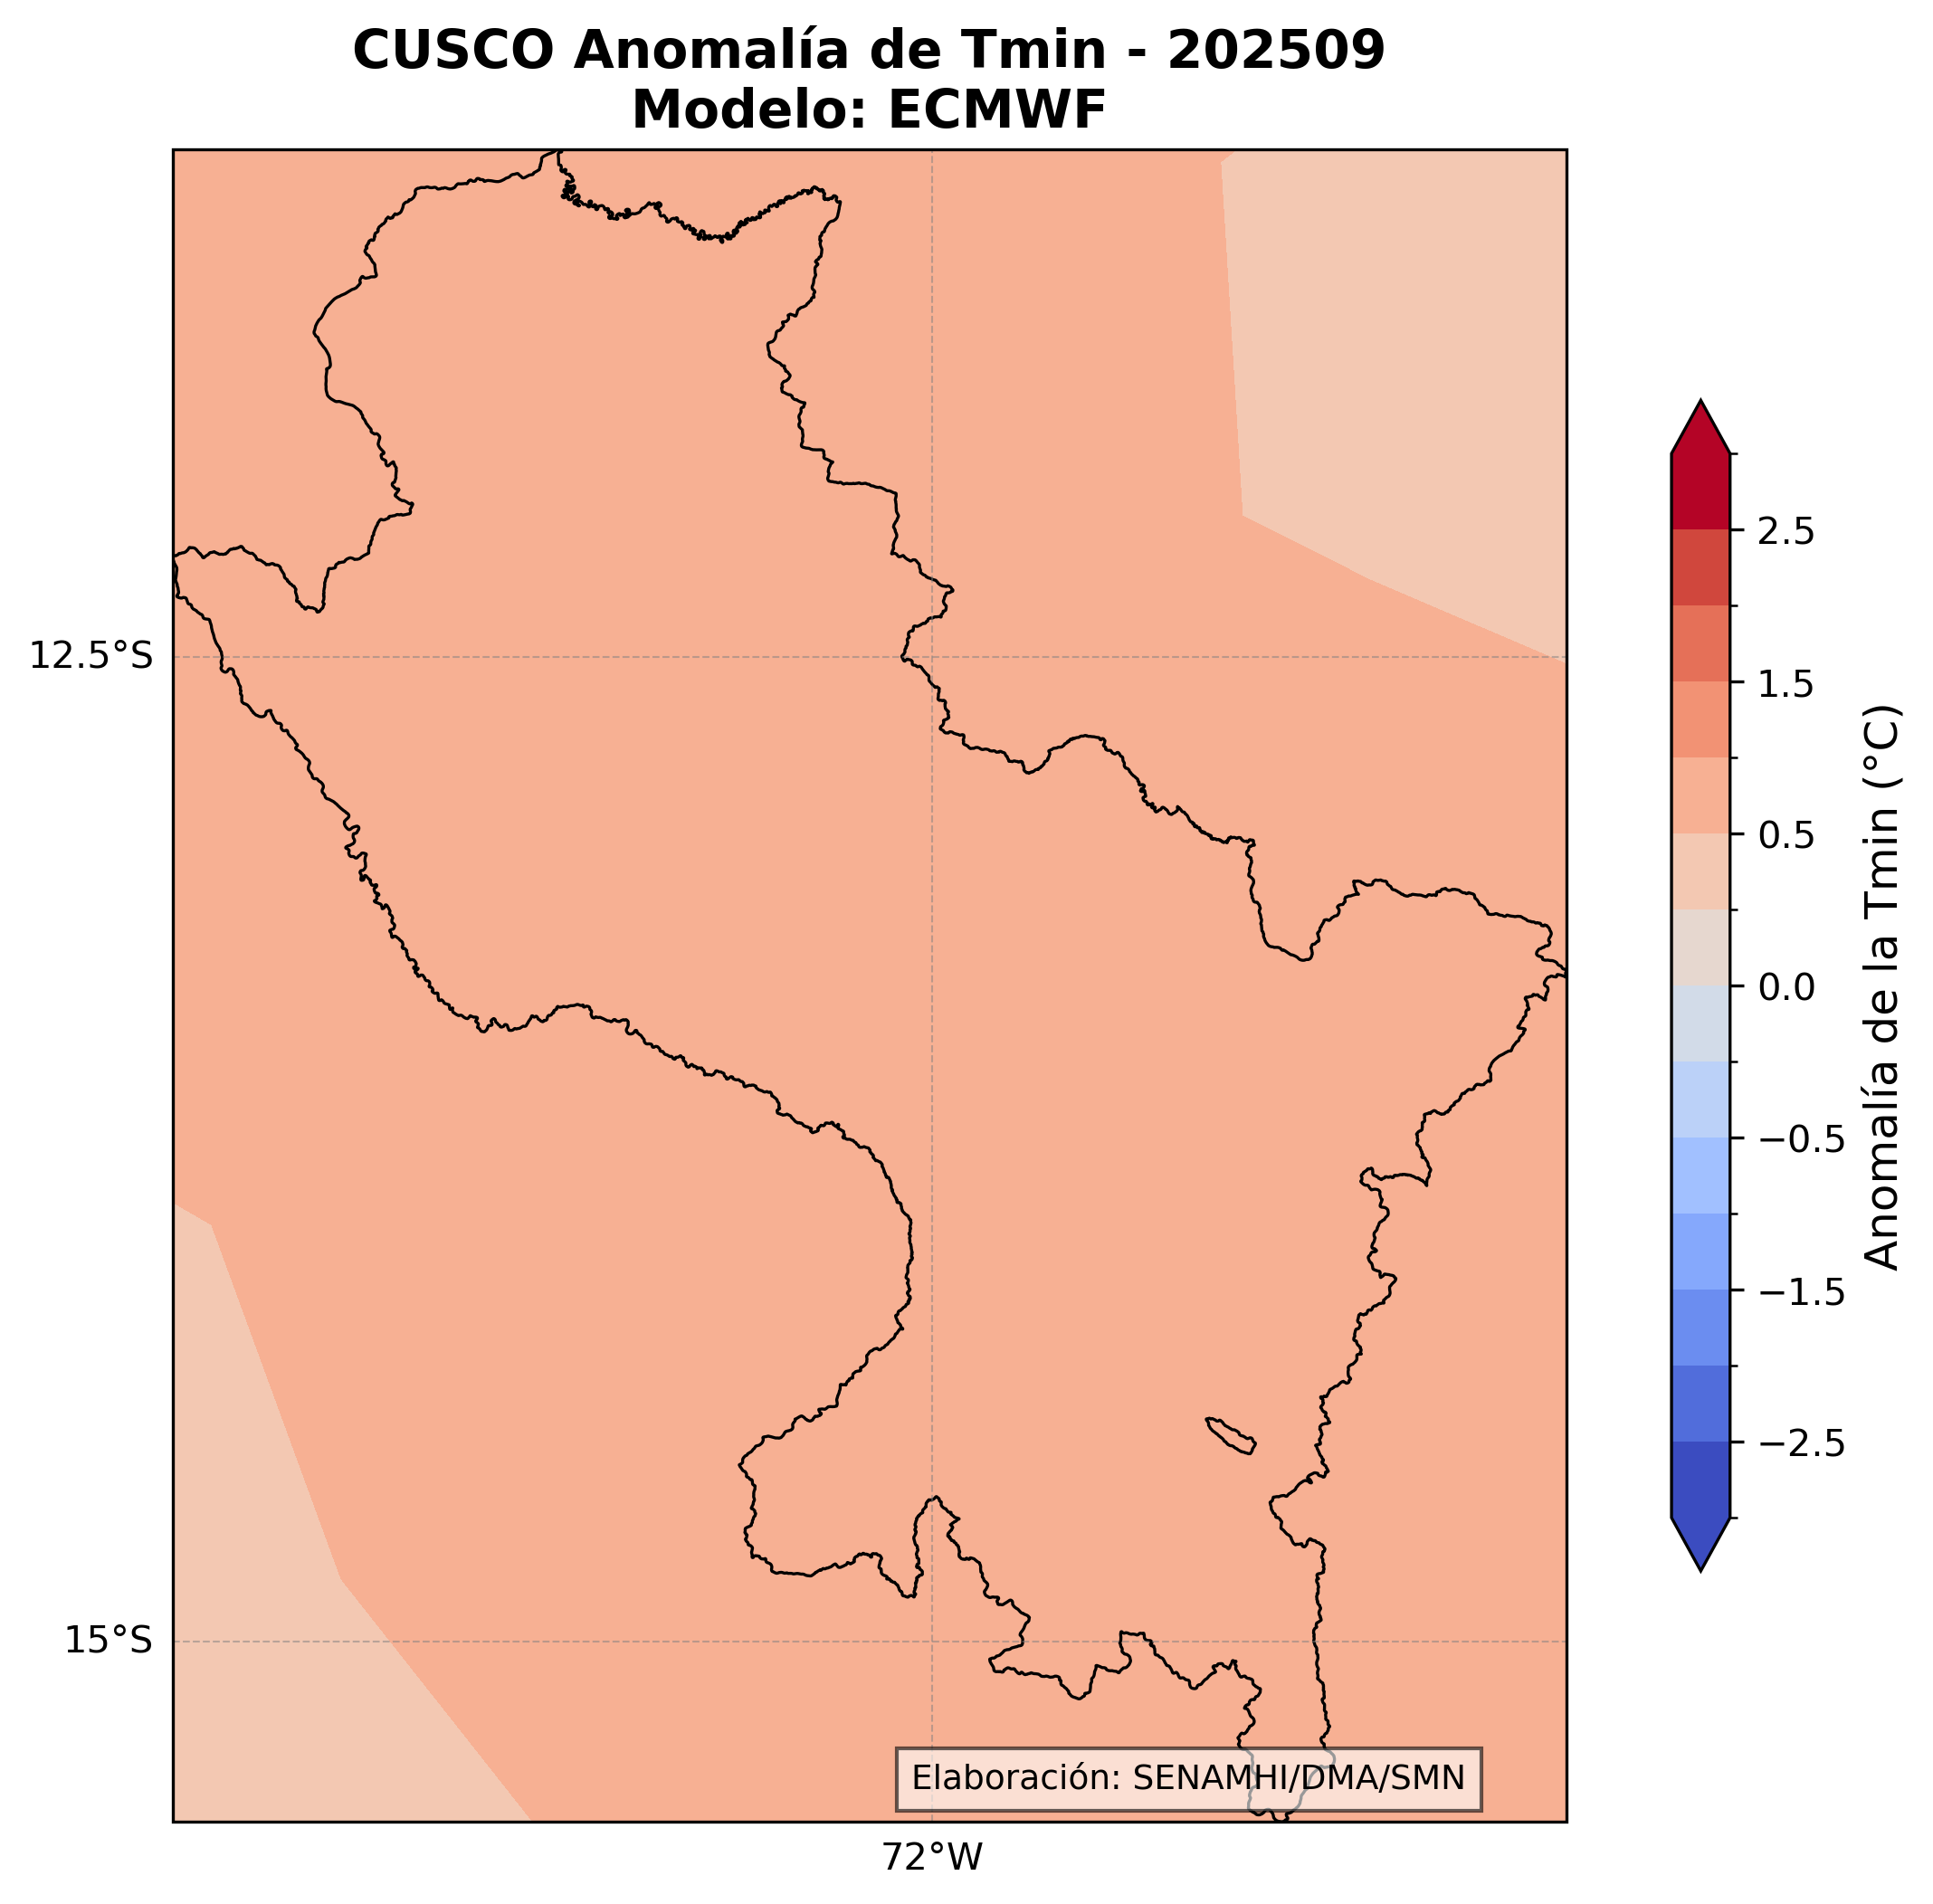 CUSCO Anomalía de Tmin - 202509
Modelo: ECMWF
12.5°S
15°S
72°W
Elaboración: SENAMHI/DMA/SMN
2.5
1.5
0.5
0.0
−0.5
−1.5
−2.5
Anomalía de la Tmin (°C)